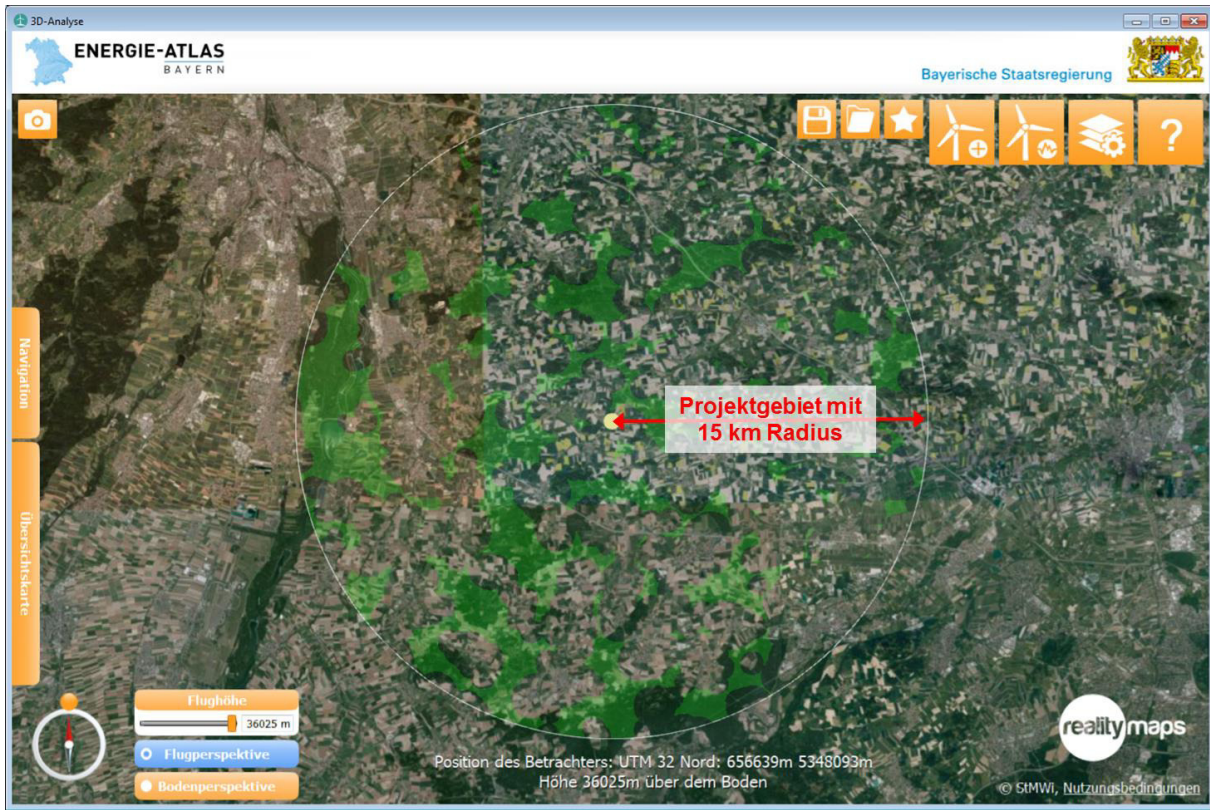 3D-Analyse
ENERGIE-ATLAS
BAYERN
Bayerische Staatsregierung
?
Navigation
Projektgebiet mit
15 km Radius
Übersichtskarte
Flughöhe
36025 m
Flugperspektive
Bodenperspektive
Position des Betrachters: UTM 32 Nord: 656639m 5348093m
Höhe 36025m über dem Boden
realitymaps
© StMWi, Nutzungsbedingungen